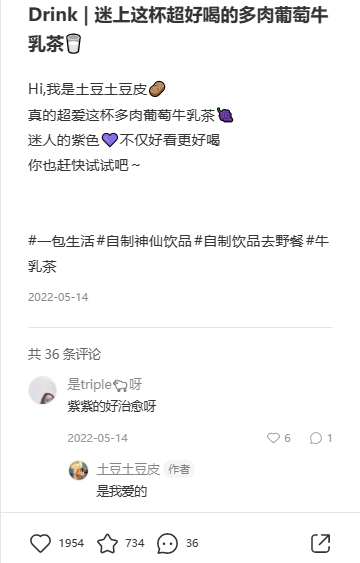 Drink | 迷上这杯超好喝的多肉葡萄牛
乳茶🥛
Hi,我是土豆土豆皮🥔
真的超爱这杯多肉葡萄牛乳茶🍇
迷人的紫色💜不仅好看更好喝
你也赶快试试吧~
#一包生活#自制神仙饮品#自制饮品去野餐#牛
乳茶
2022-05-14
共 36 条评论
是triple🐑呀
紫紫的好治愈呀
2022-05-14 6 1
土豆土豆皮 作者
是我爱的
1954 734 36